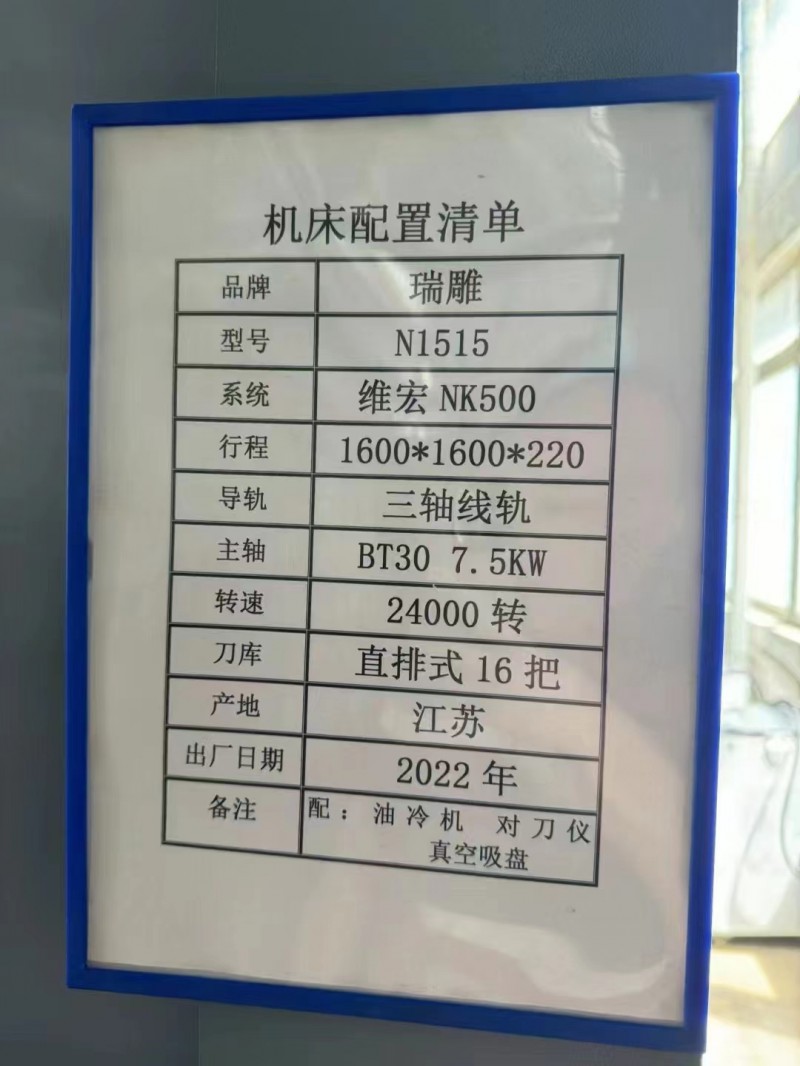 机床配置清单
品牌 瑞雕
型号 N1515
系统 维宏 NK500
行程 1600*1600*220
导轨 三轴线轨
主轴 BT30 7.5KW
转速 24000 转
刀库 直排式 16 把
产地 江苏
出厂日期 2022 年
备注 配：油冷机 对刀仪
真空吸盘